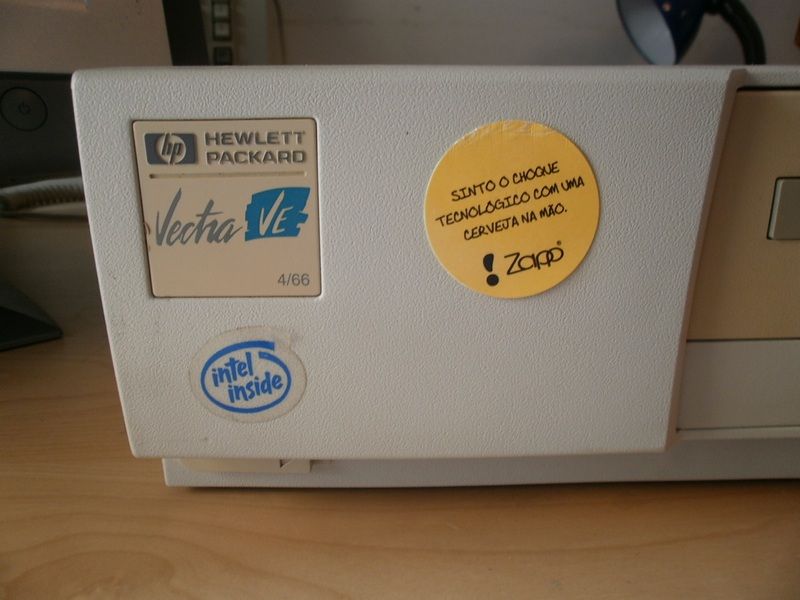 hp HEWLETT
PACKARD
Vectra VE
4/66
SINTO O CHOQUE
TECNOLÓGICO COM UMA
CERVEJA NA MÃO.
! Zapp®
intel
inside